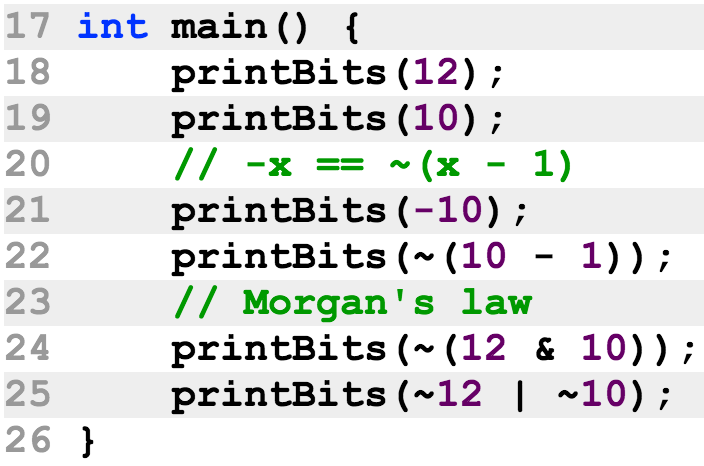 17 int main() {
18     printBits(12);
19     printBits(10);
20     // -x == ~(x - 1)
21     printBits(-10);
22     printBits(~(10 - 1));
23     // Morgan's law
24     printBits(~(12 & 10));
25     printBits(~12 | ~10);
26 }